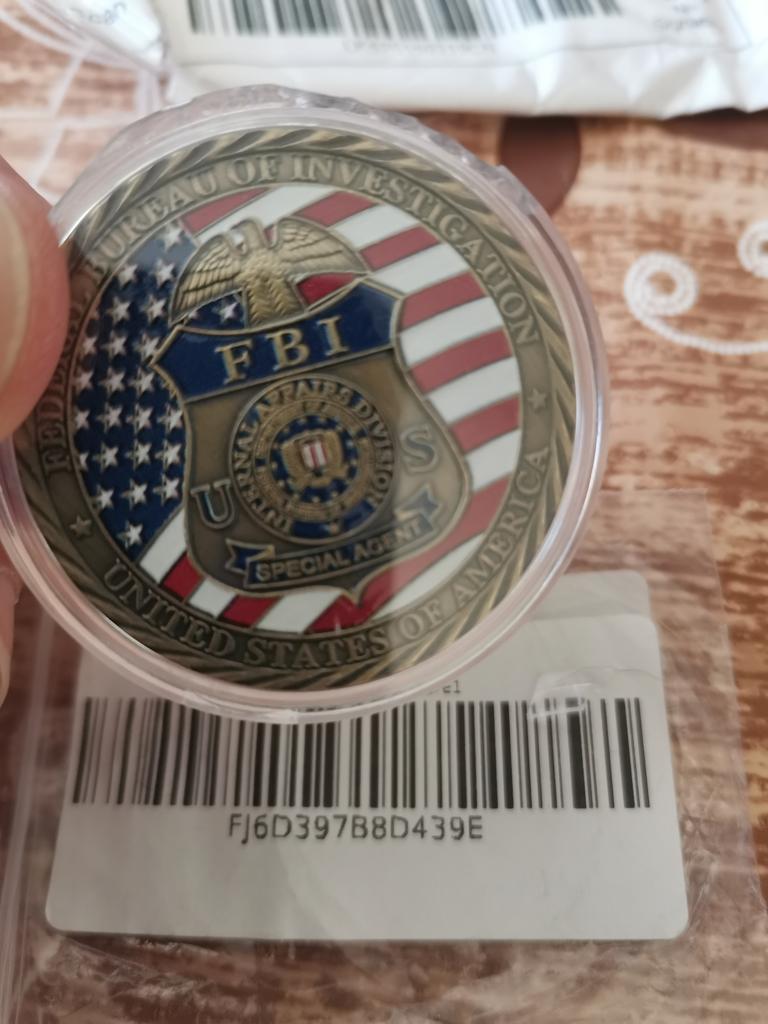 FEDERAL BUREAU OF INVESTIGATION
FBI
INTERNAL AFFAIRS DIVISION
U S
SPECIAL AGENT
UNITED STATES OF AMERICA
FJ6D397B8D439E